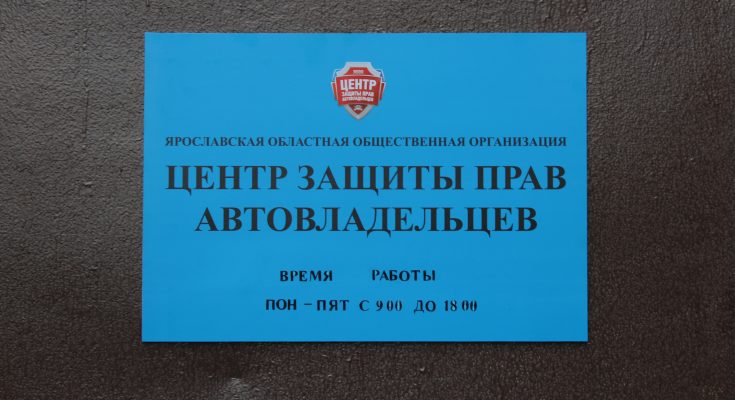 ЦЕНТР
ЗАЩИТЫ ПРАВ
АВТОВЛАДЕЛЬЦЕВ
ЯРОСЛАВСКАЯ ОБЛАСТНАЯ ОБЩЕСТВЕННАЯ ОРГАНИЗАЦИЯ
ЦЕНТР ЗАЩИТЫ ПРАВ
АВТОВЛАДЕЛЬЦЕВ
ВРЕМЯ РАБОТЫ
ПОН – ПЯТ С 9 00 ДО 18 00